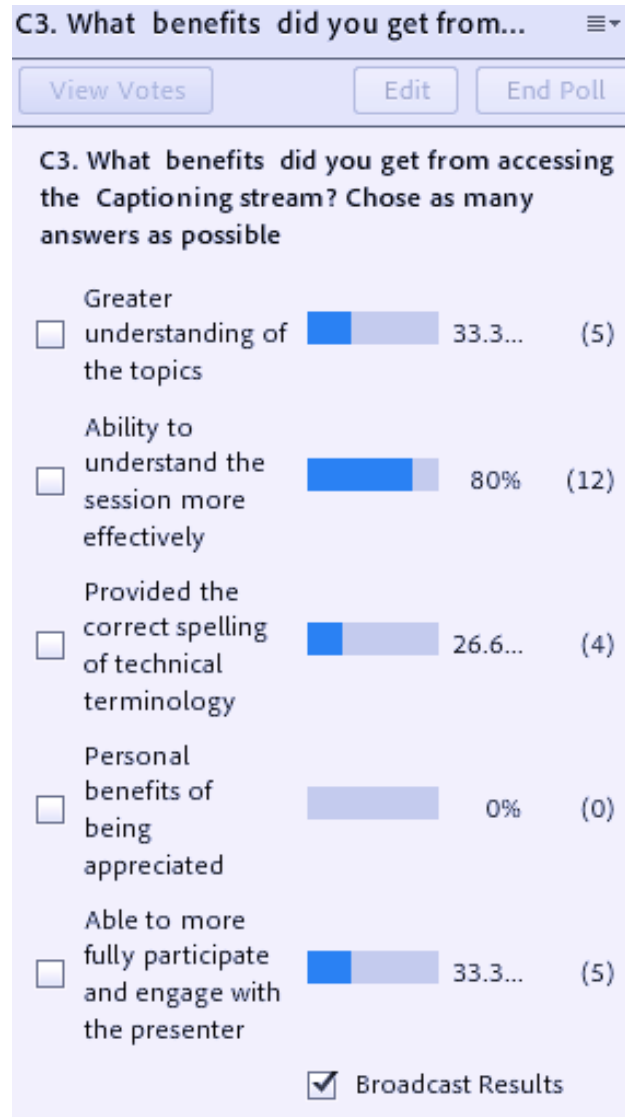 C3. What benefits did you get from...
View Votes
Edit
End Poll
C3. What benefits did you get from accessing
the Captioning stream? Chose as many
answers as possible
Greater
understanding of
the topics
33.3...
(5)
Ability to
understand the
session more
effectively
80%
(12)
Provided the
correct spelling
of technical
terminology
26.6...
(4)
Personal
benefits of
being
appreciated
0%
(0)
Able to more
fully participate
and engage with
the presenter
33.3...
(5)
Broadcast Results